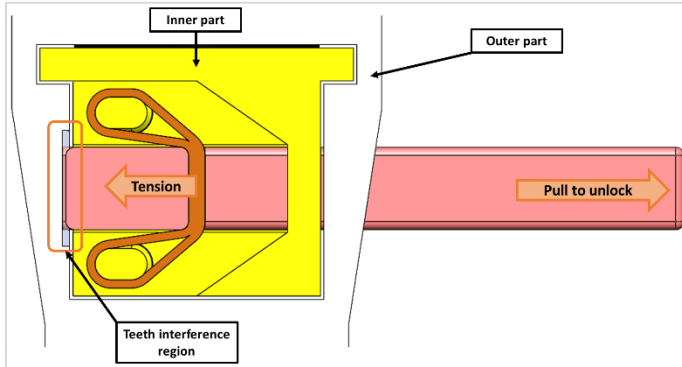 Inner part
Outer part
Tension
Pull to unlock
Teeth interference
region